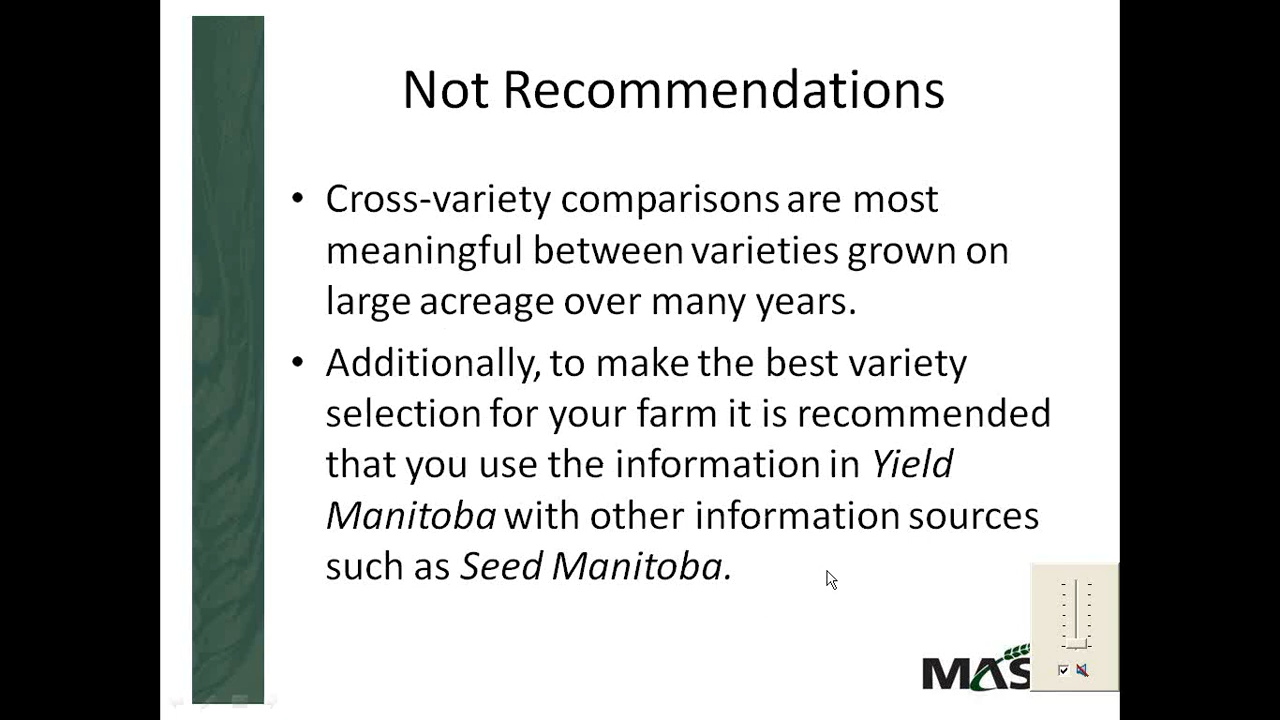 Not Recommendations
• Cross-variety comparisons are most
meaningful between varieties grown on
large acreage over many years.
• Additionally, to make the best variety
selection for your farm it is recommended
that you use the information in Yield
Manitoba with other information sources
such as Seed Manitoba.
MAS